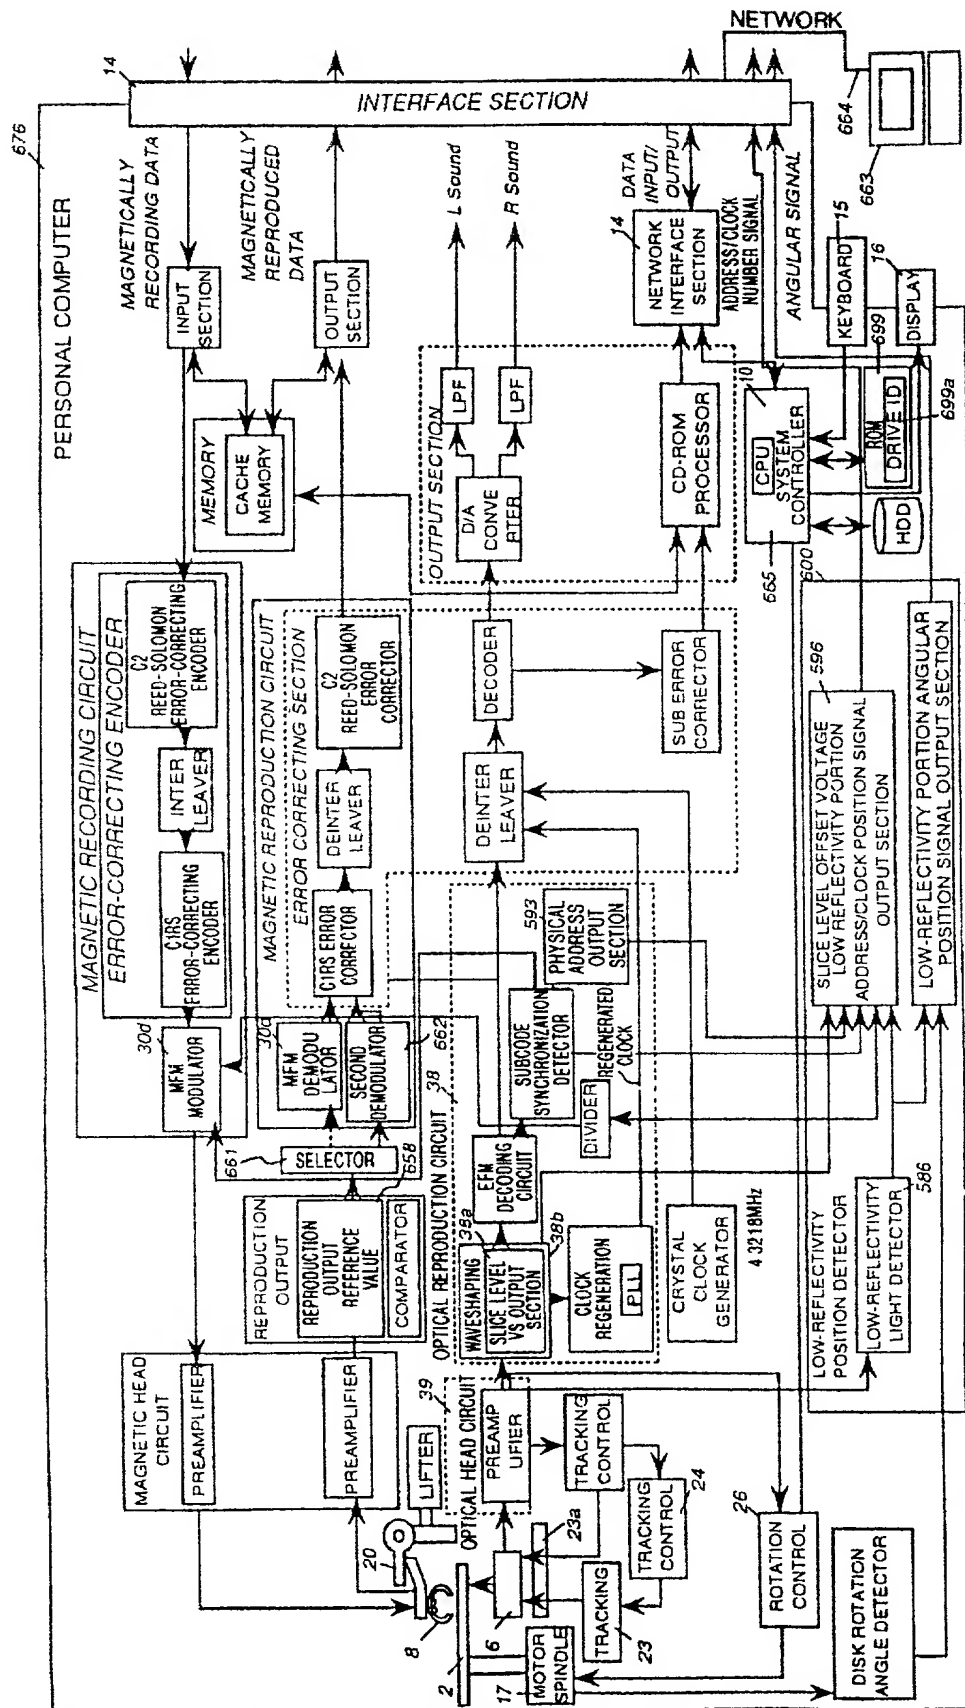 676
PERSONAL COMPUTER
NETWORK
14
INTERFACE SECTION
664
663
MAGNETICALLY
RECORDING DATA
MAGNETICALLY
REPRODUCED
DATA
L Sound
R Sound
DATA
INPUT/
OUTPUT
ADDRESS/CLOCK
NUMBER SIGNAL
ANGULAR SIGNAL
INPUT
SECTION
OUTPUT
SECTION
MEMORY
CACHE
MEMORY
OUTPUT SECTION
LPF
LPF
D/A
CONVE
RTER
CD-ROM
PROCESSOR
14
NETWORK
INTERFACE
SECTION
15
KEYBOARD
16
DISPLAY
10
CPU
SYSTEM
CONTROLLER
665
699
ROM
DRIVE ID
699a
HDD
MAGNETIC RECORDING CIRCUIT
ERROR-CORRECTING ENCODER
C2
REED-SOLOMON
ERROR-CORRECTING
ENCODER
INTER
LEAVER
C1RS
ERROR-CORRECTING
ENCODER
30d
MFM
MODULATOR
MAGNETIC REPRODUCTION CIRCUIT
ERROR CORRECTING SECTION
C2
REED-SOLOMON
ERROR
CORRECTOR
DEINTER
LEAVER
C1RS ERROR
CORRECTOR
30d
MFM
DEMODU
LATOR
SECOND
DEMODULATOR
662
661
SELECTOR
DECODER
DEINTER
LEAVER
SUB ERROR
CORRECTOR
REPRODUCTION
OUTPUT
658
REPRODUCTION
OUTPUT
REFERENCE
VALUE
COMPARATOR
OPTICAL REPRODUCTION CIRCUIT
38
593
PHYSICAL
ADDRESS
OUTPUT
SECTION
SUBCODE
SYNCHRONIZATION
DETECTOR
REGENERATED
CLOCK
DIVIDER
EFM
DECODING
CIRCUIT
38a
WAVESHAPING
SLICE LEVEL
VS OUTPUT
SECTION
38b
CLOCK
REGENERATION
PLL
CRYSTAL
CLOCK
GENERATOR
4 3218MHz
600
596
SLICE LEVEL OFFSET VOLTAGE
LOW REFLECTIVITY PORTION
ADDRESS/CLOCK POSITION SIGNAL
OUTPUT
SECTION
LOW-REFLECTIVITY PORTION ANGULAR
POSITION SIGNAL OUTPUT SECTION
LOW-REFLECTIVITY
POSITION DETECTOR
LOW-REFLECTIVITY
LIGHT DETECTOR
586
MAGNETIC HEAD
CIRCUIT
PREAMPLIFIER
PREAMPLIFIER
LIFTER
20
8
2
OPTICAL HEAD CIRCUIT
39
PREAMP
LIFIER
TRACKING
CONTROL
24
TRACKING
CONTROL
23a
6
TRACKING
23
17
MOTOR
SPINDLE
26
ROTATION
CONTROL
DISK ROTATION
ANGLE DETECTOR